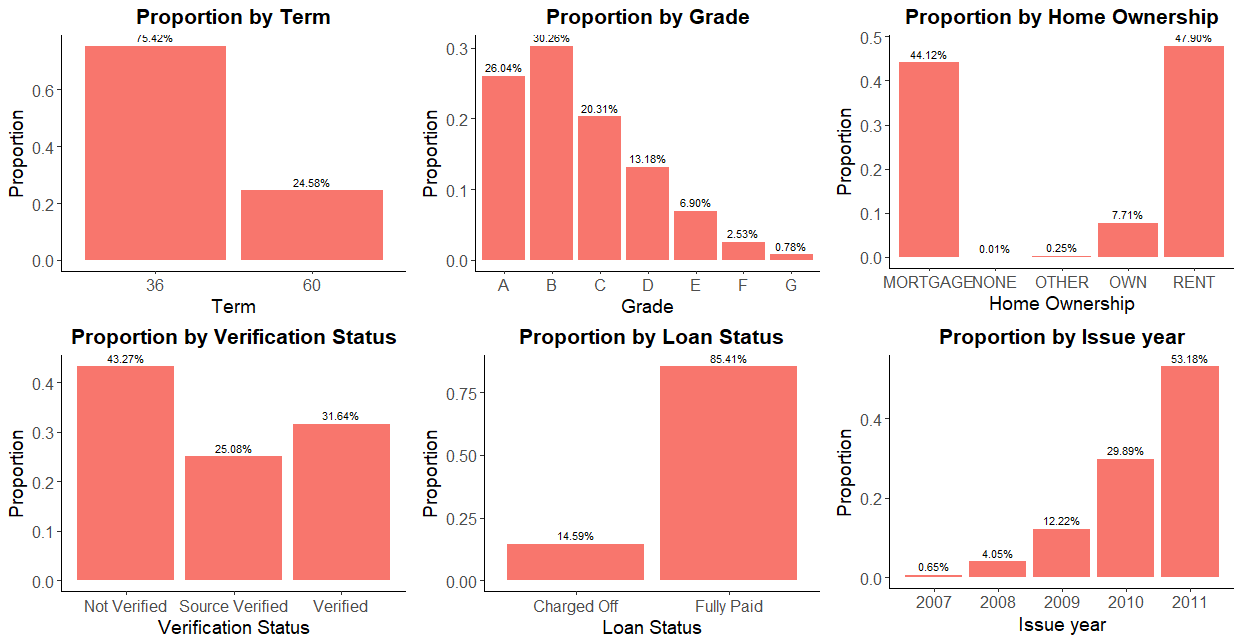 Proportion by Term
75.42%
24.58%
0.6
0.4
0.2
0.0
Proportion
36 60
Term
Proportion by Grade
26.04%
30.26%
20.31%
13.18%
6.90%
2.53%
0.78%
0.3
0.2
0.1
0.0
Proportion
A B C D E F G
Grade
Proportion by Home Ownership
44.12%
0.01%
0.25%
7.71%
47.90%
0.5
0.4
0.3
0.2
0.1
0.0
Proportion
MORTGAGE NONE OTHER OWN RENT
Home Ownership
Proportion by Verification Status
43.27%
25.08%
31.64%
0.4
0.3
0.2
0.1
0.0
Proportion
Not Verified Source Verified Verified
Verification Status
Proportion by Loan Status
14.59%
85.41%
0.75
0.50
0.25
0.00
Proportion
Charged Off Fully Paid
Loan Status
Proportion by Issue year
0.65%
4.05%
12.22%
29.89%
53.18%
0.4
0.2
0.0
Proportion
2007 2008 2009 2010 2011
Issue year